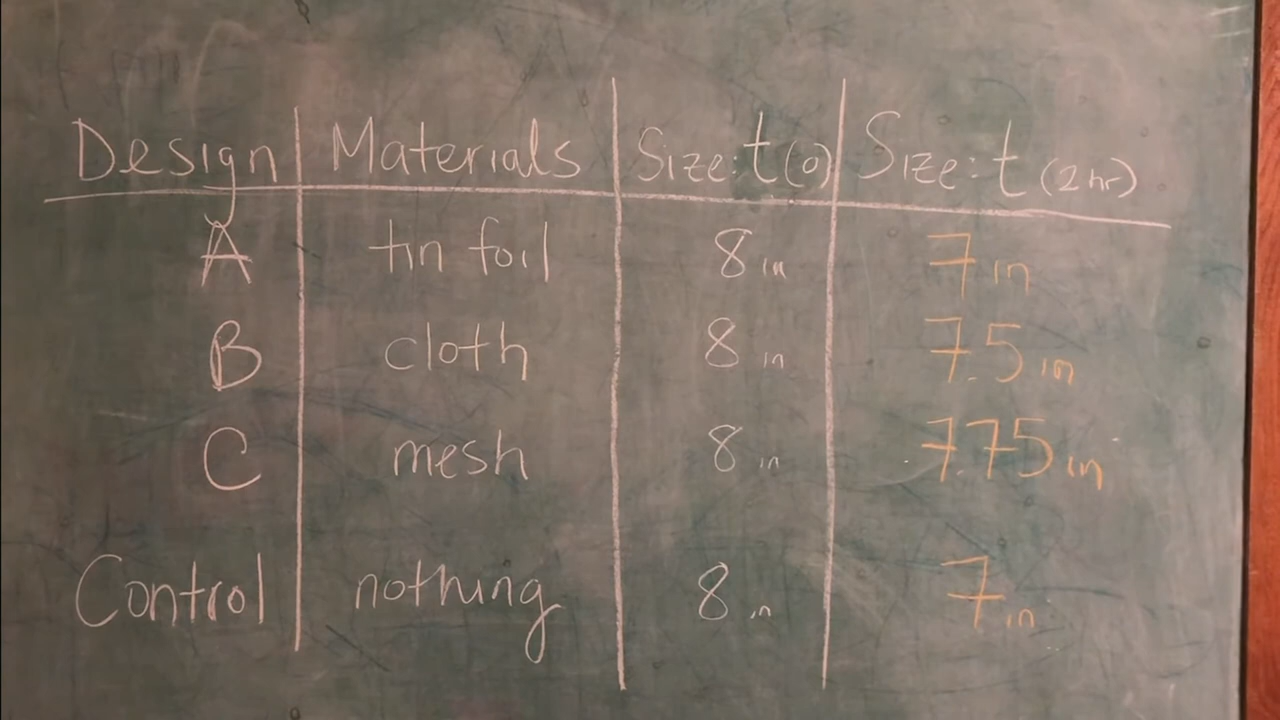 Design Materials Size: t(0) Size: t(2hr)
A tin foil 8 in 7 in
B cloth 8 in 7.5 in
C mesh 8 in 7.75 in
Control nothing 8 in 7 in